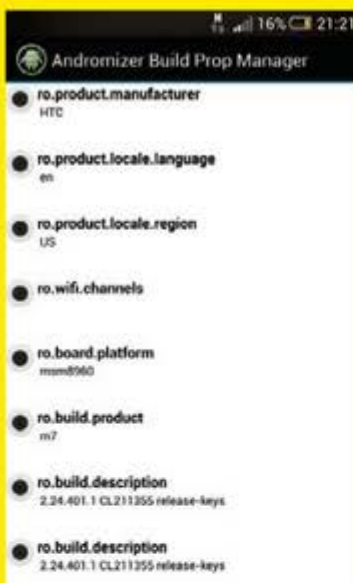 16% 21:21
Andromizer Build Prop Manager
ro.product.manufacturer
HTC
ro.product.locale.language
en
ro.product.locale.region
US
ro.wifi.channels
ro.board.platform
msm8960
ro.build.product
m7
ro.build.description
2.24.401.1 CL211355 release-keys
ro.build.description
2.24.401.1 CL211355 release-keys